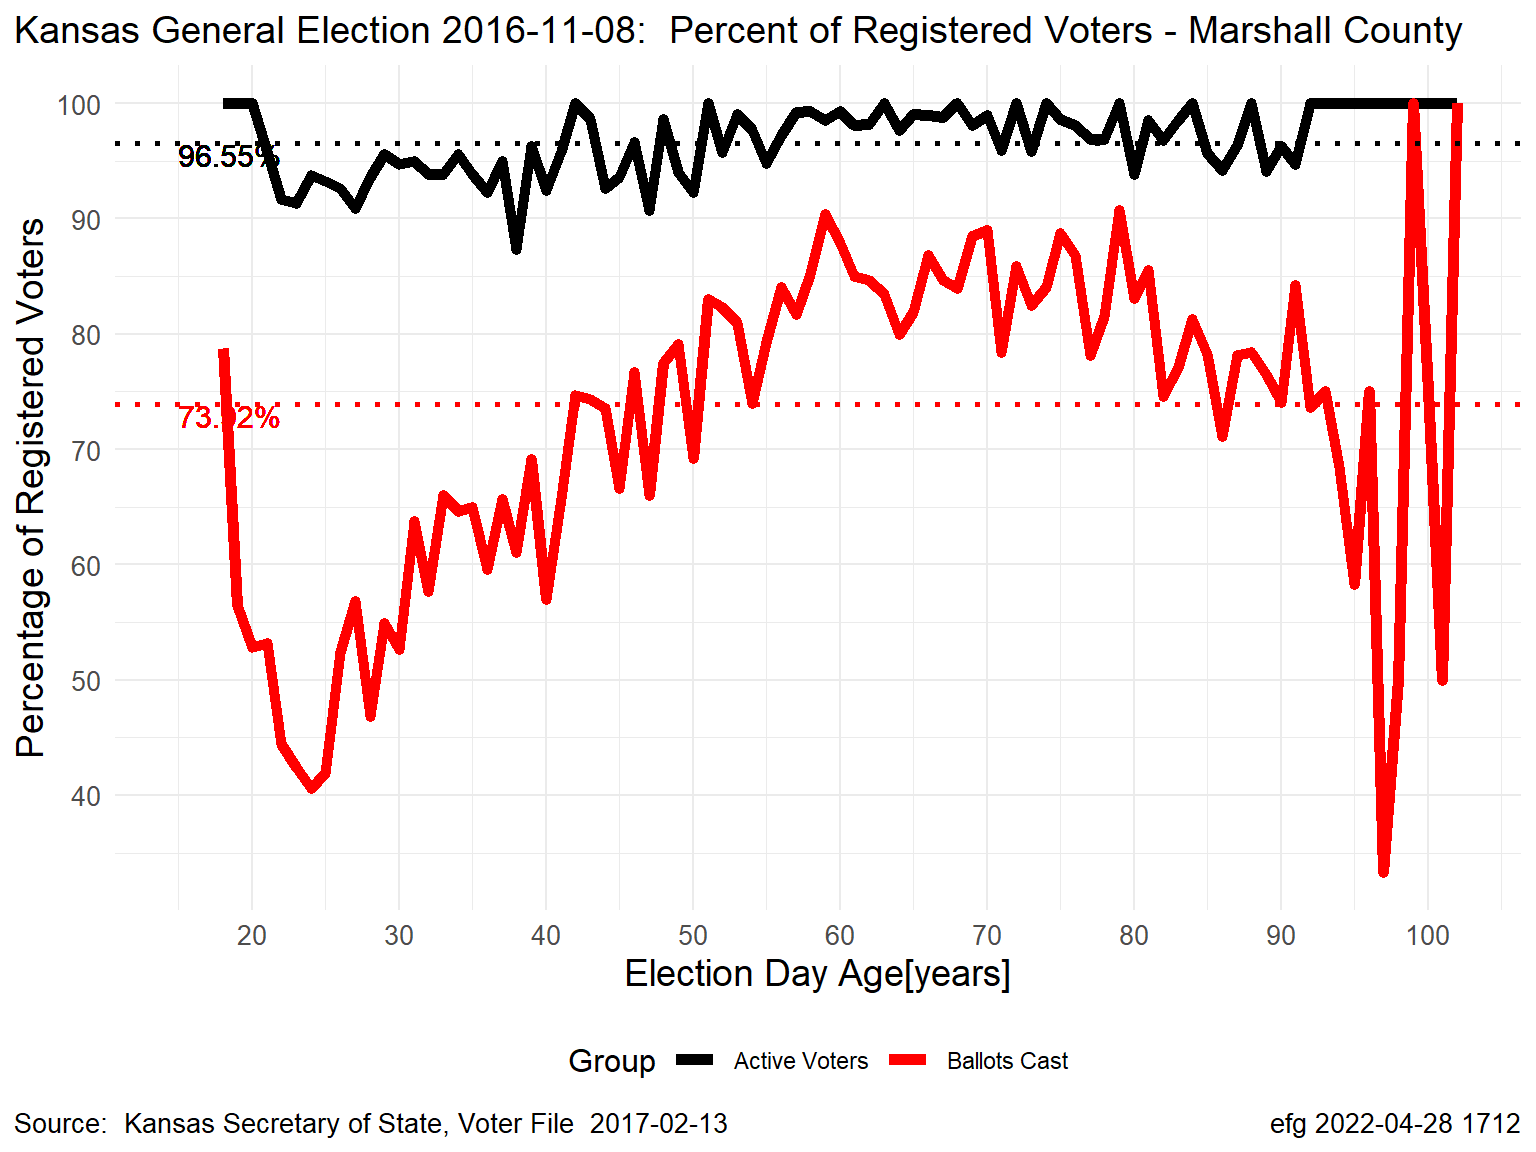 Kansas General Election 2016-11-08:  Percent of Registered Voters - Marshall County
Percentage of Registered Voters
100
90
80
70
60
50
40
96.55%
73.92%
20 30 40 50 60 70 80 90 100
Election Day Age[years]
Group Active Voters Ballots Cast
Source:  Kansas Secretary of State, Voter File  2017-02-13
efg 2022-04-28 1712